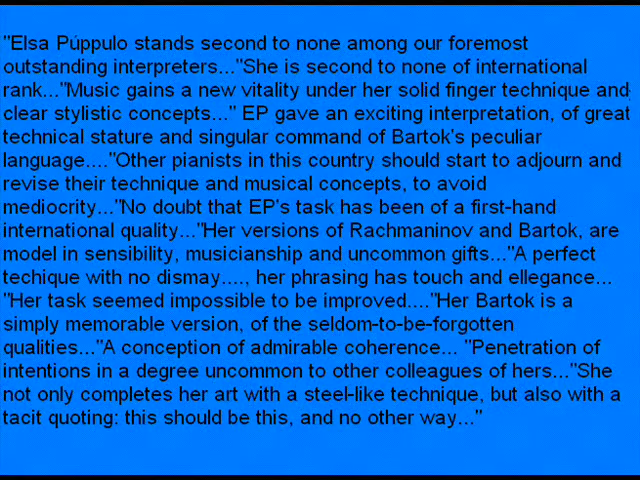 "Elsa Púppulo stands second to none among our foremost
outstanding interpreters..."She is second to none of international
rank..."Music gains a new vitality under her solid finger technique and
clear stylistic concepts..." EP gave an exciting interpretation, of great
technical stature and singular command of Bartok's peculiar
language...."Other pianists in this country should start to adjourn and
revise their technique and musical concepts, to avoid
mediocrity..."No doubt that EP's task has been of a first-hand
international quality..."Her versions of Rachmaninov and Bartok, are
model in sensibility, musicianship and uncommon gifts..."A perfect
techique with no dismay...., her phrasing has touch and ellegance...
"Her task seemed impossible to be improved...."Her Bartok is a
simply memorable version, of the seldom-to-be-forgotten
qualities..."A conception of admirable coherence... "Penetration of
intentions in a degree uncommon to other colleagues of hers..."She
not only completes her art with a steel-like technique, but also with a
tacit quoting: this should be this, and no other way..."